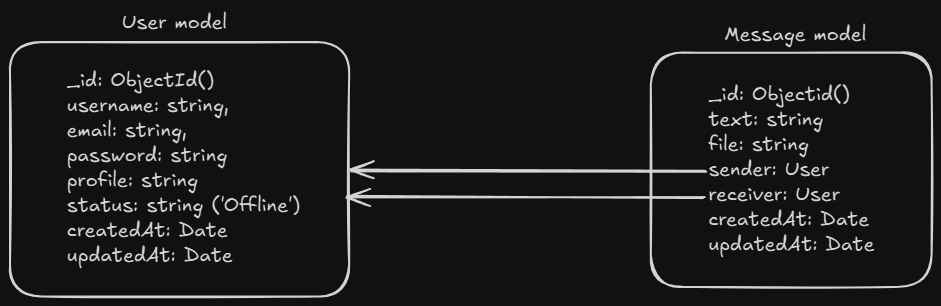 User model
_id: ObjectId()
username: string,
email: string,
password: string
profile: string
status: string ('Offline')
createdAt: Date
updatedAt: Date
Message model
_id: Objectid()
text: string
file: string
sender: User
receiver: User
createdAt: Date
updatedAt: Date